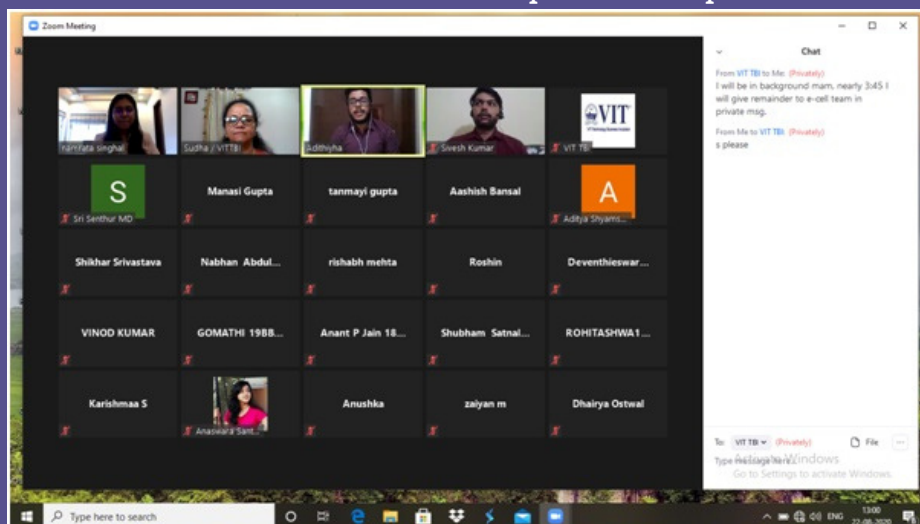 Zoom Meeting
Chat
From VIT TBI to Me: (Privately)
I will be in background mam, nearly 3:45 I
will give remainder to e-cell team in
private msg.
From Me to VIT TBI: (Privately)
s please
namrata singhal
Sudha / VITTBI
Adithiyha
Sivesh Kumar
VIT
VIT TBI
S
Sri Senthur MD
Manasi Gupta
tanmayi gupta
Aashish Bansal
A
Aditya Shyams...
Shikhar Srivastava
Nabhan Abdul...
rishabh mehta
Roshin
Deventhieswar...
VINOD KUMAR
GOMATHI 19BB...
Anant P Jain 18...
Shubham Satnal...
ROHITASHWA1...
Karishmaa S
Anaswara Sant...
Anushka
zaiyan m
Dhairya Ostwal
To: VIT TBI (Privately) File
Type message here...
Activate Windows
Go to Settings to activate Windows.
Type here to search
ENG
13:00
22-08-2020